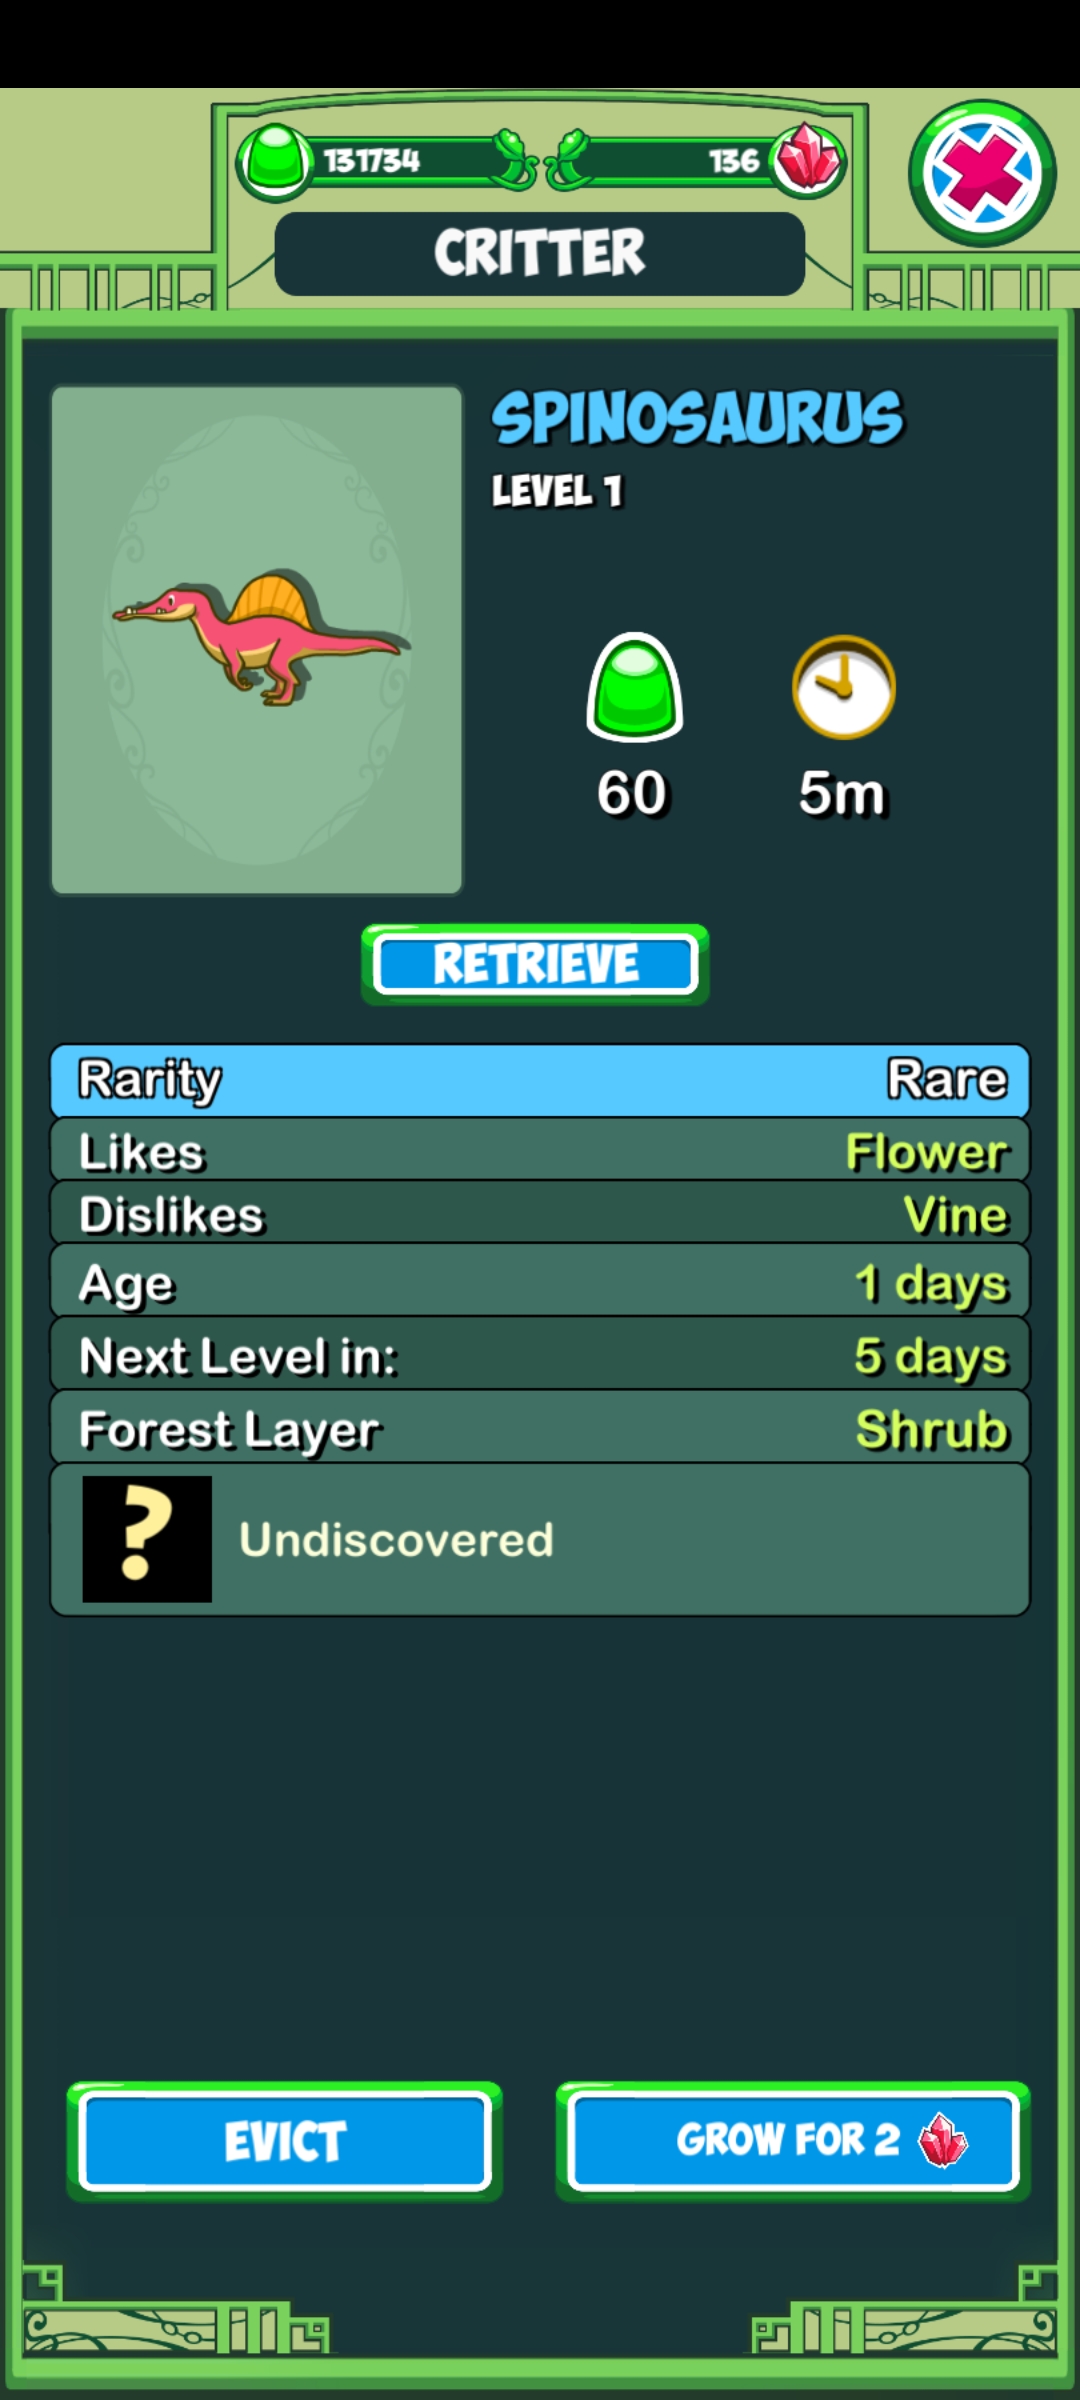 131734
136
CRITTER
SPINOSAURUS
LEVEL 1
60
5m
RETRIEVE
Rarity Rare
Likes Flower
Dislikes Vine
Age 1 days
Next Level in: 5 days
Forest Layer Shrub
?
Undiscovered
EVICT
GROW FOR 2